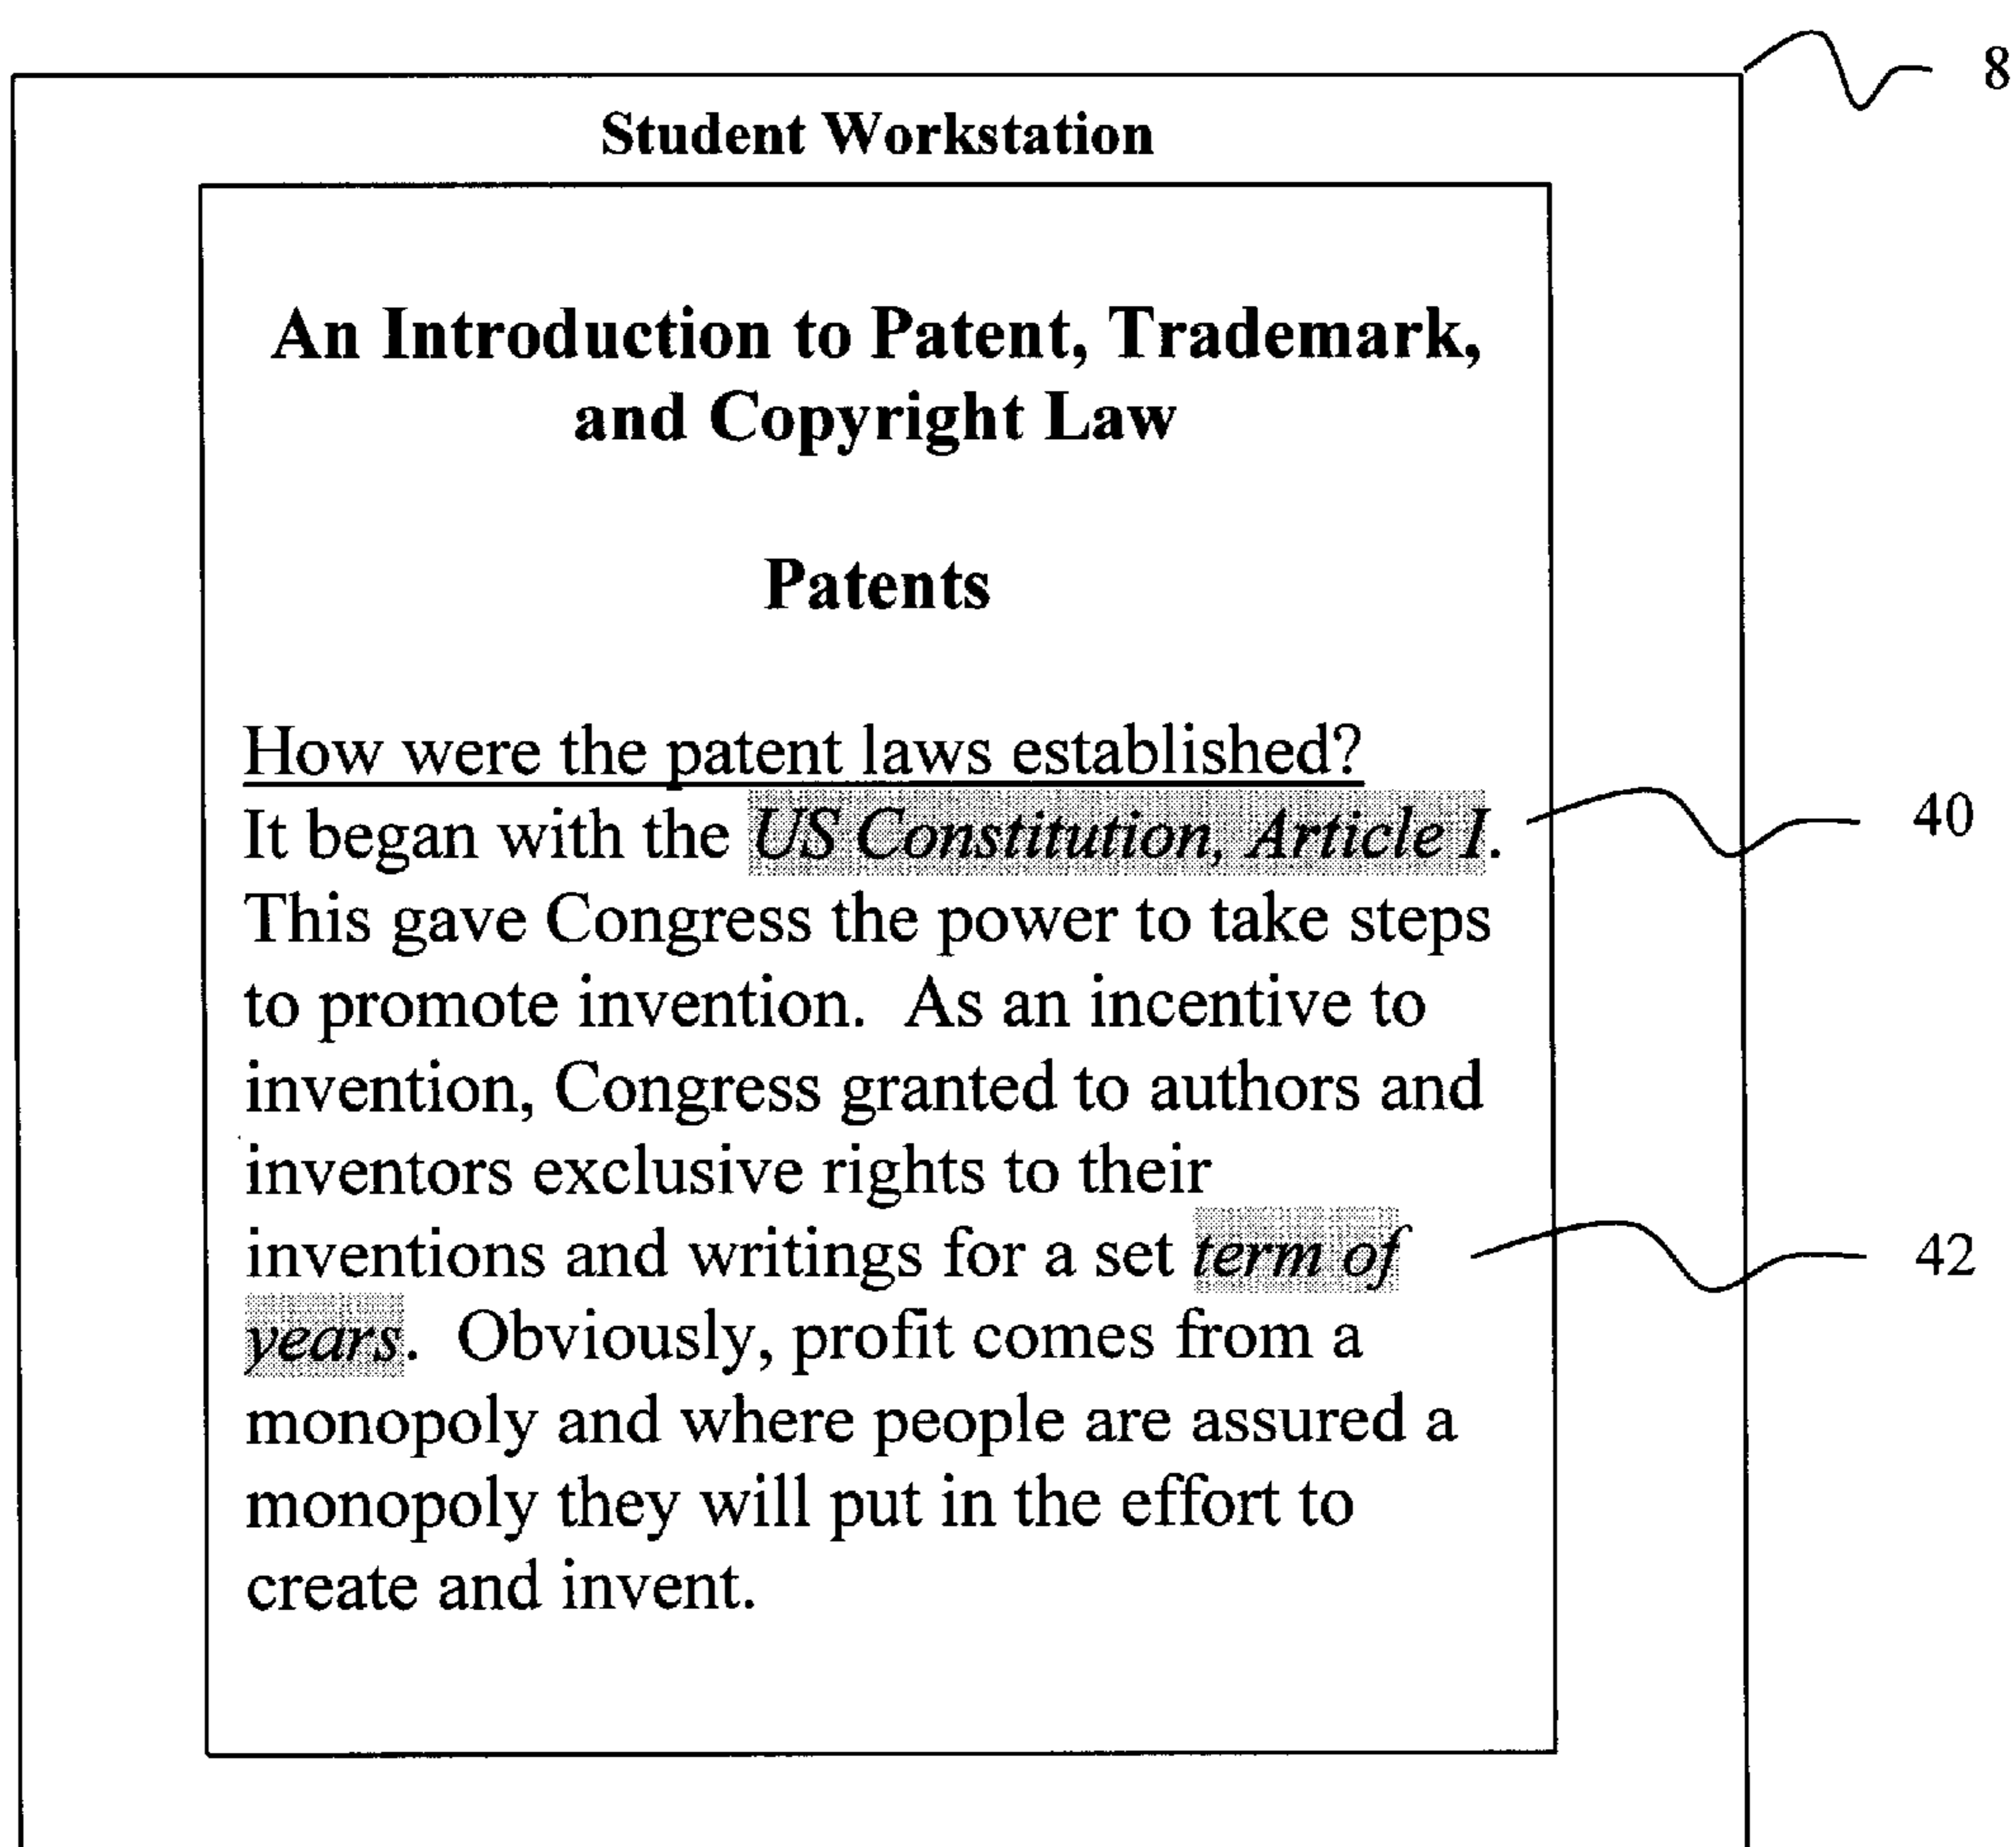 8
Student Workstation
An Introduction to Patent, Trademark,
and Copyright Law
Patents
How were the patent laws established?
It began with the US Constitution, Article I.
40
This gave Congress the power to take steps
to promote invention.  As an incentive to
invention, Congress granted to authors and
inventors exclusive rights to their
inventions and writings for a set term of
42
years.  Obviously, profit comes from a
monopoly and where people are assured a
monopoly they will put in the effort to
create and invent.